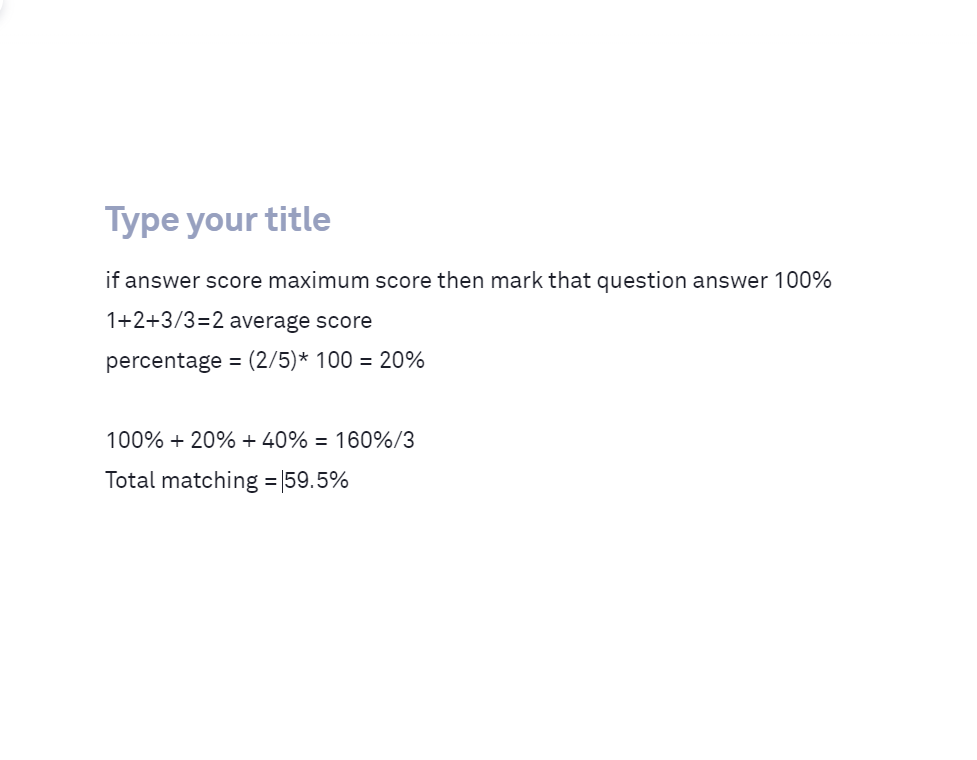 Type your title
if answer score maximum score then mark that question answer 100%
1+2+3/3=2 average score
percentage = (2/5)* 100 = 20%
100% + 20% + 40% = 160%/3
Total matching = 59.5%